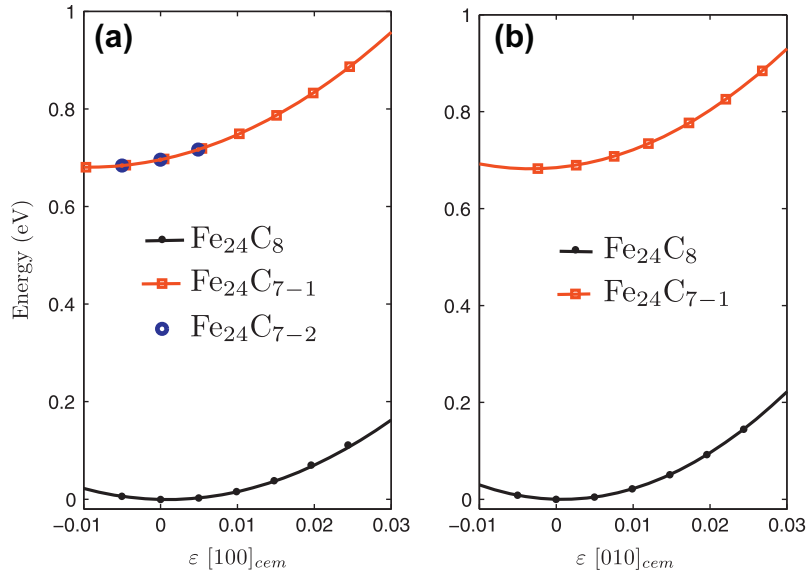 (a)
1
0.8
0.6
0.4
0.2
0
Energy (eV)
Fe₂₄C₈
Fe₂₄C₇₋₁
Fe₂₄C₇₋₂
−0.01 0 0.01 0.02 0.03
ε [100]cem
(b)
1
0.8
0.6
0.4
0.2
0
Fe₂₄C₈
Fe₂₄C₇₋₁
−0.01 0 0.01 0.02 0.03
ε [010]cem